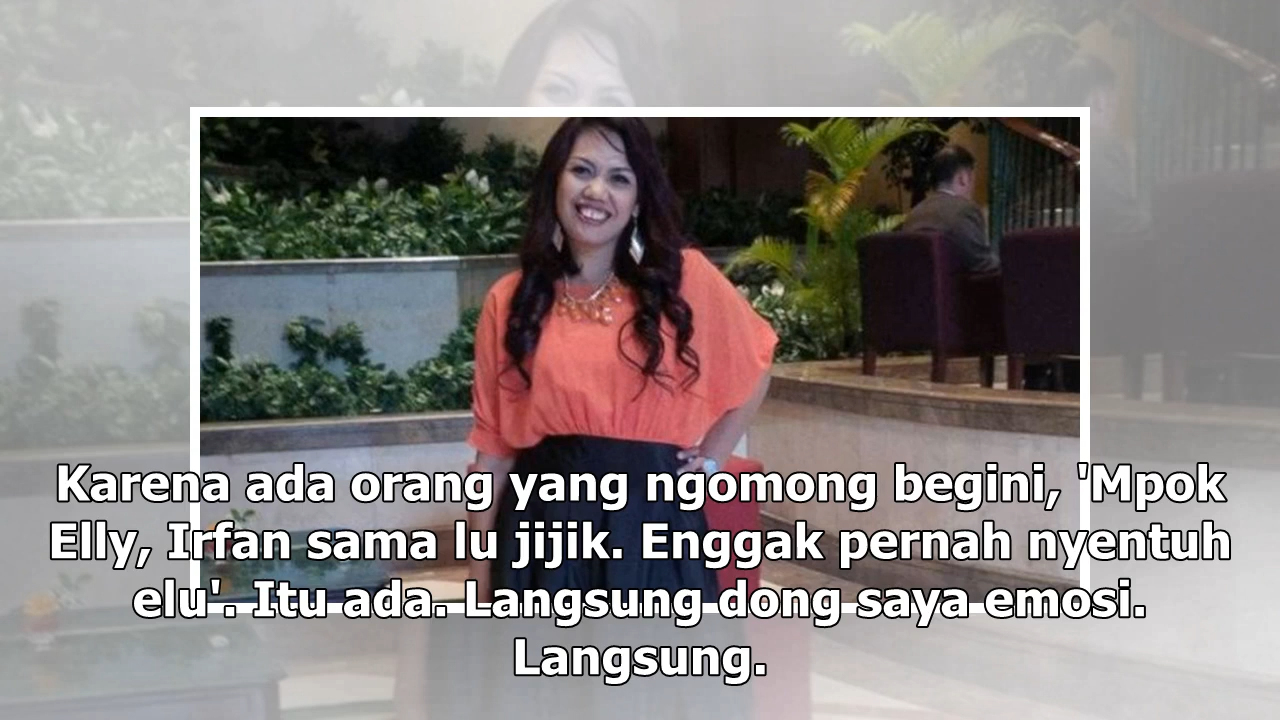 Karena ada orang yang ngomong begini, 'Mpok
Elly, Irfan sama lu jijik. Enggak pernah nyentuh
elu'. Itu ada. Langsung dong saya emosi.
Langsung.